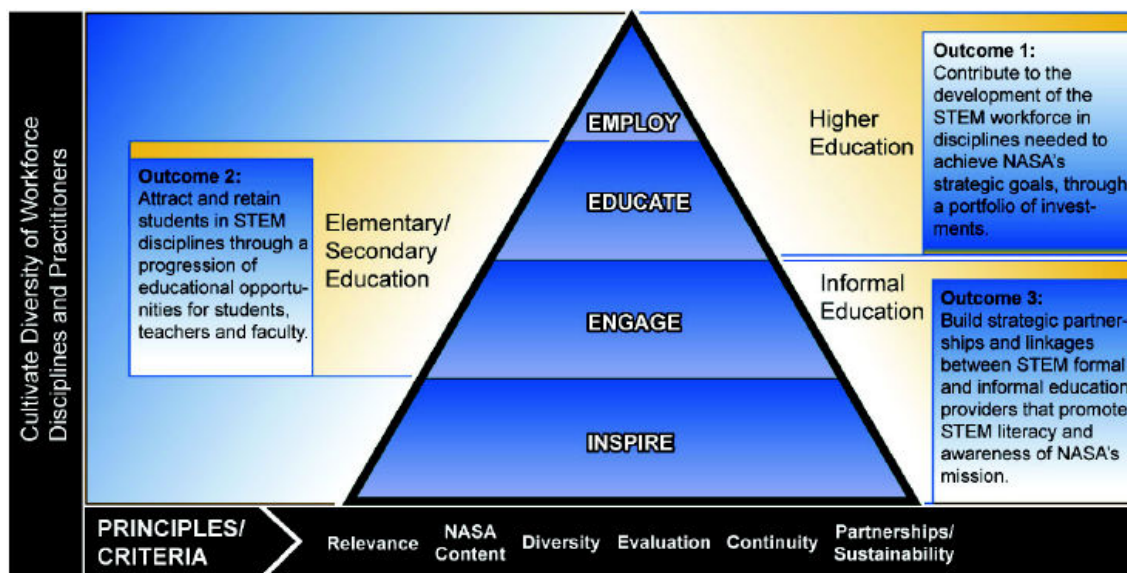 Cultivate Diversity of Workforce
Disciplines and Practitioners
Outcome 2:
Attract and retain
students in STEM
disciplines through a
progression of
educational opportu-
nities for students,
teachers and faculty.
Elementary/
Secondary
Education
EMPLOY
EDUCATE
ENGAGE
INSPIRE
Higher
Education
Outcome 1:
Contribute to the
development of the
STEM workforce in
disciplines needed to
achieve NASA's
strategic goals, through
a portfolio of invest-
ments.
Informal
Education
Outcome 3:
Build strategic partner-
ships and linkages
between STEM formal
and informal education
providers that promote
STEM literacy and
awareness of NASA's
mission.
PRINCIPLES/
CRITERIA
Relevance
NASA
Content
Diversity
Evaluation
Continuity
Partnerships/
Sustainability